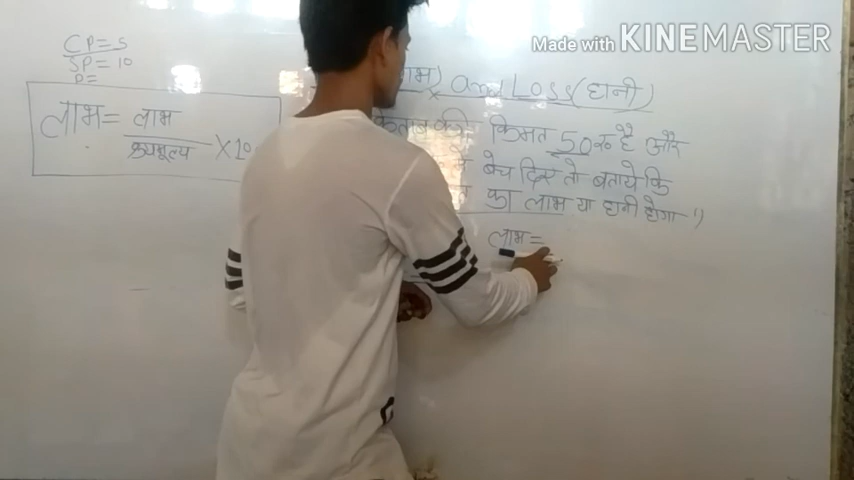 Made with KINEMASTER
CP=5
SP=10
P=
and Loss (हानी)
लाभ = लाभ
क्रयमूल्य
×10
की किमत 50रु है और
बेच दिए तो बताये कि
का लाभ या हानी होगा"
लाभ =